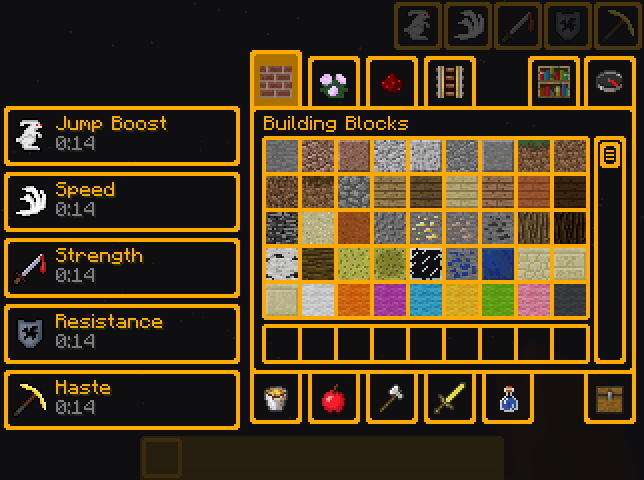 Building Blocks
Jump Boost
0:14
Speed
0:14
Strength
0:14
Resistance
0:14
Haste
0:14